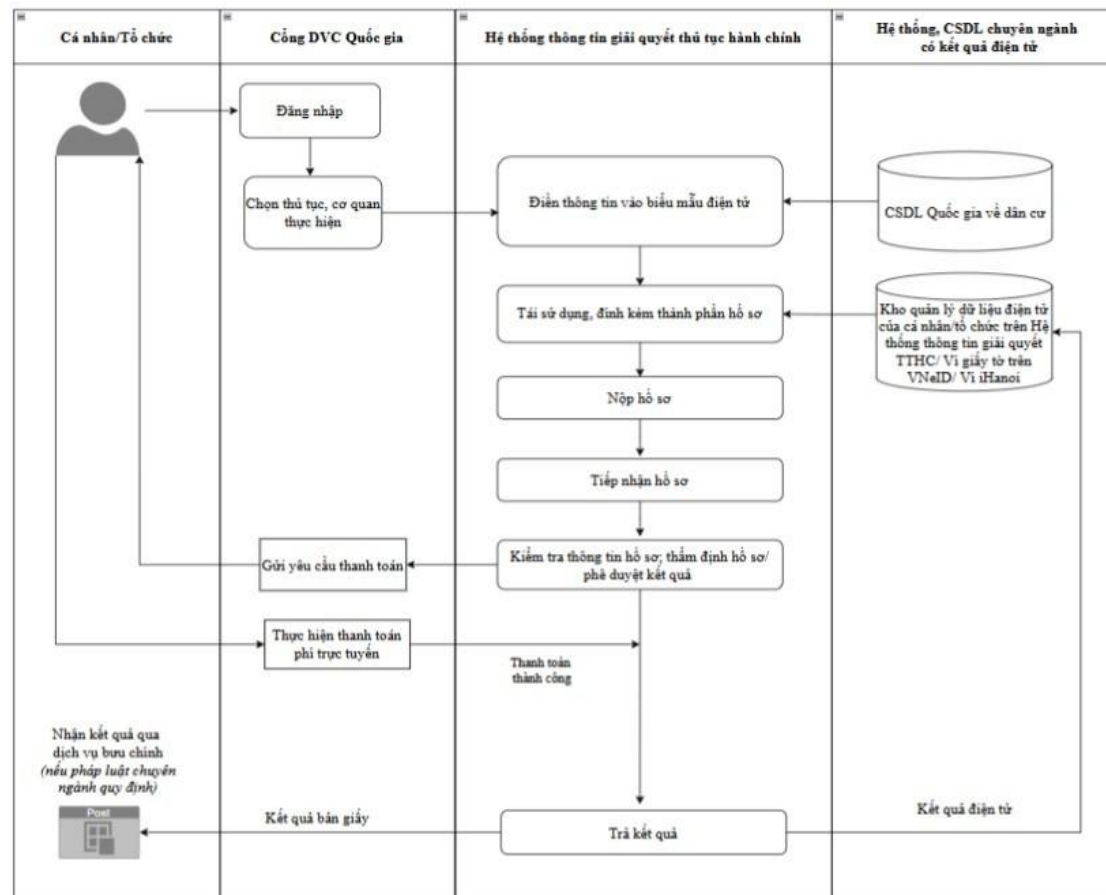 Cá nhân/Tổ chức
Cổng DVC Quốc gia
Hệ thống thông tin giải quyết thủ tục hành chính
Hệ thống, CSDL chuyên ngành
có kết quả điện tử
Đăng nhập
Chọn thủ tục, cơ quan
thực hiện
Điền thông tin vào biểu mẫu điện tử
CSDL Quốc gia về dân cư
Tái sử dụng, đính kèm thành phần hồ sơ
Kho quản lý dữ liệu điện tử
của cá nhân/tổ chức trên Hệ
thống thông tin giải quyết
TTHC/ Ví giấy tờ trên
VNeID/ Ví iHanoi
Nộp hồ sơ
Tiếp nhận hồ sơ
Kiểm tra thông tin hồ sơ; thẩm định hồ sơ/
phê duyệt kết quả
Gửi yêu cầu thanh toán
Thực hiện thanh toán
phí trực tuyến
Thanh toán
thành công
Nhận kết quả qua
dịch vụ bưu chính
(nếu pháp luật chuyên
ngành quy định)
Post
Kết quả bản giấy
Trả kết quả
Kết quả điện tử